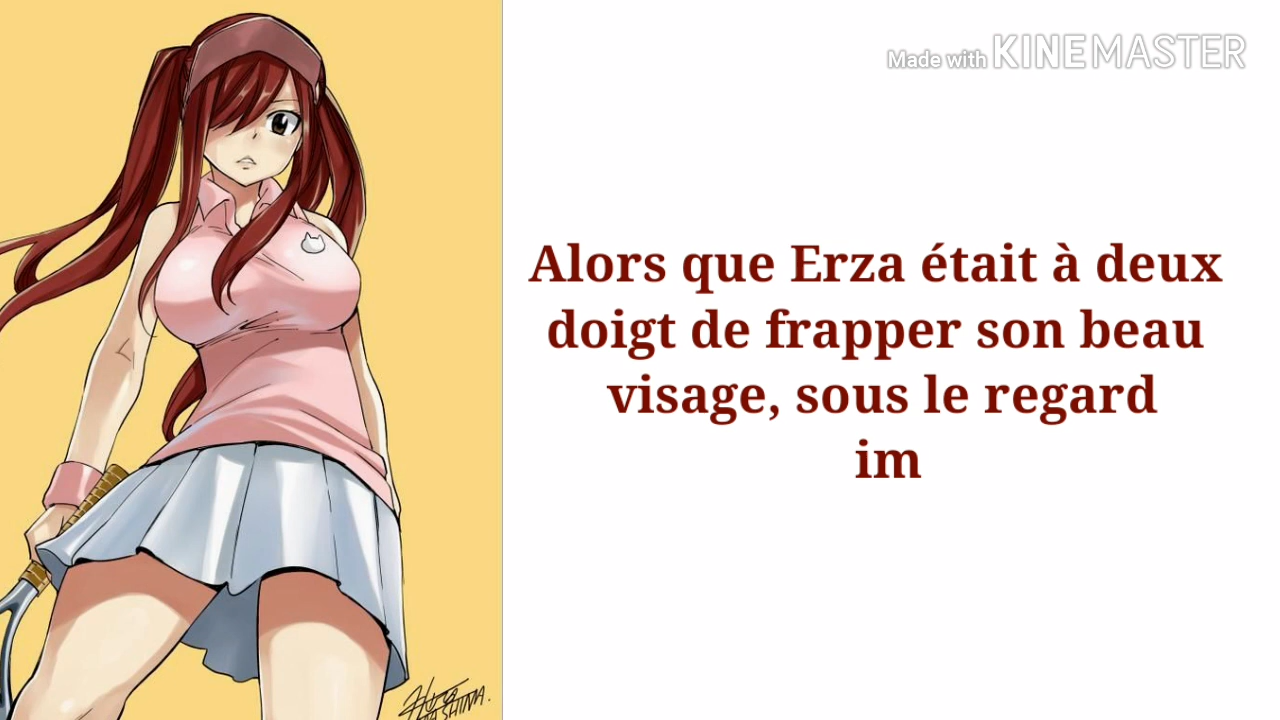 Made with KINEMASTER
Alors que Erza était à deux
doigt de frapper son beau
visage, sous le regard
im